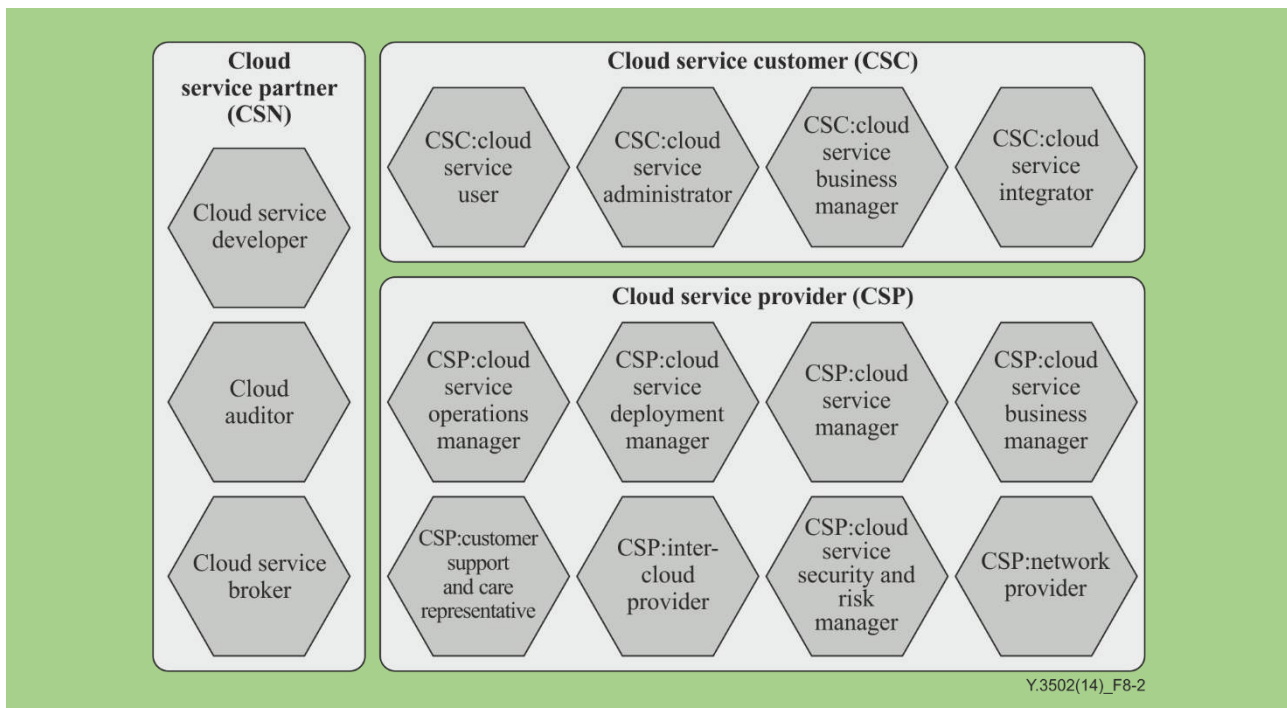 Cloud
service partner
(CSN)
Cloud service
developer
Cloud
auditor
Cloud service
broker
Cloud service customer (CSC)
CSC:cloud
service
user
CSC:cloud
service
administrator
CSC:cloud
service
business
manager
CSC:cloud
service
integrator
Cloud service provider (CSP)
CSP:cloud
service
operations
manager
CSP:cloud
service
deployment
manager
CSP:cloud
service
manager
CSP:cloud
service
business
manager
CSP:customer
support
and care
representative
CSP:inter-
cloud
provider
CSP:cloud
service
security and
risk
manager
CSP:network
provider
Y.3502(14)_F8-2